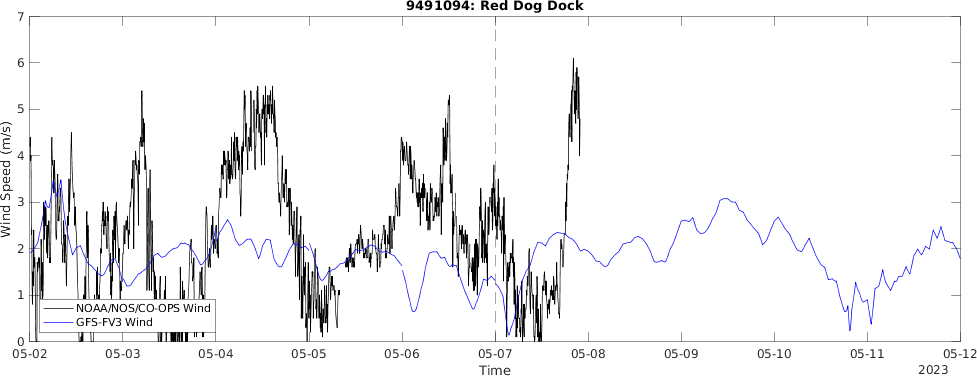 9491094: Red Dog Dock
Wind Speed (m/s)
7
6
5
4
3
2
1
0
NOAA/NOS/CO-OPS Wind
GFS-FV3 Wind
05-02 05-03 05-04 05-05 05-06 05-07 05-08 05-09 05-10 05-11 05-12
Time
2023